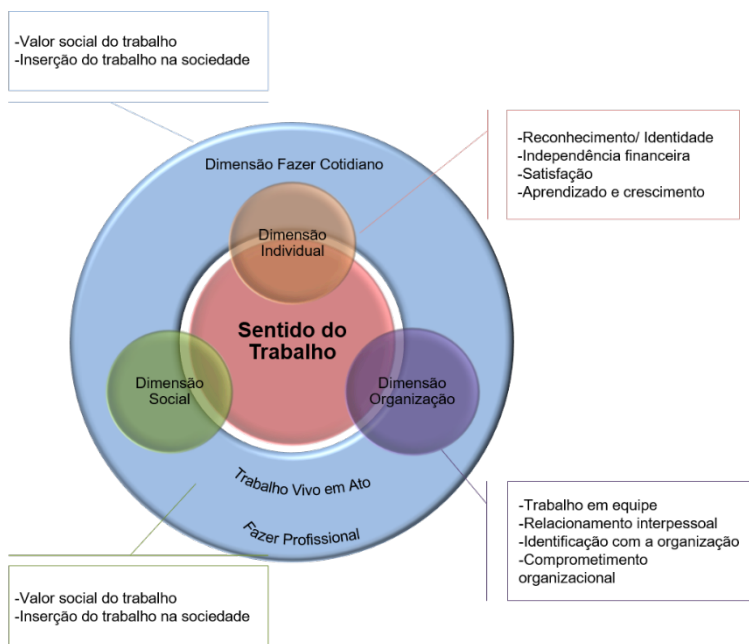 -Valor social do trabalho
-Inserção do trabalho na sociedade
Dimensão Fazer Cotidiano
-Reconhecimento/ Identidade
-Independência financeira
-Satisfação
-Aprendizado e crescimento
Dimensão
Individual
Sentido do
Trabalho
Dimensão
Social
Dimensão
Organização
Trabalho Vivo em Ato
Fazer Profissional
-Trabalho em equipe
-Relacionamento interpessoal
-Identificação com a organização
-Comprometimento
organizacional
-Valor social do trabalho
-Inserção do trabalho na sociedade